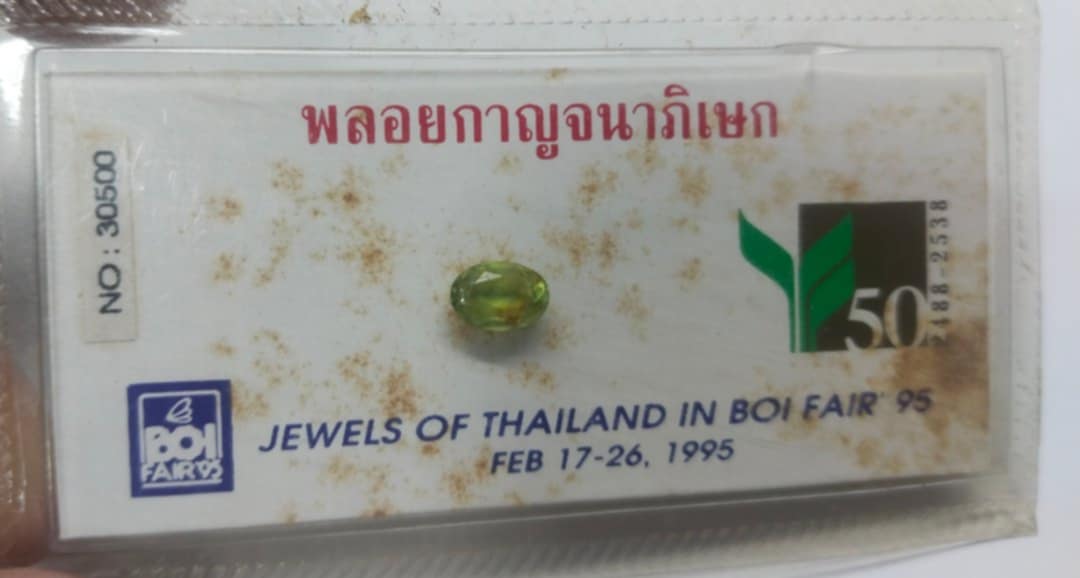 พลอยกาญจนาภิเษก
NO : 30500
50
2488-2538
BOI
FAIR'95
JEWELS OF THAILAND IN BOI FAIR' 95
FEB 17-26, 1995